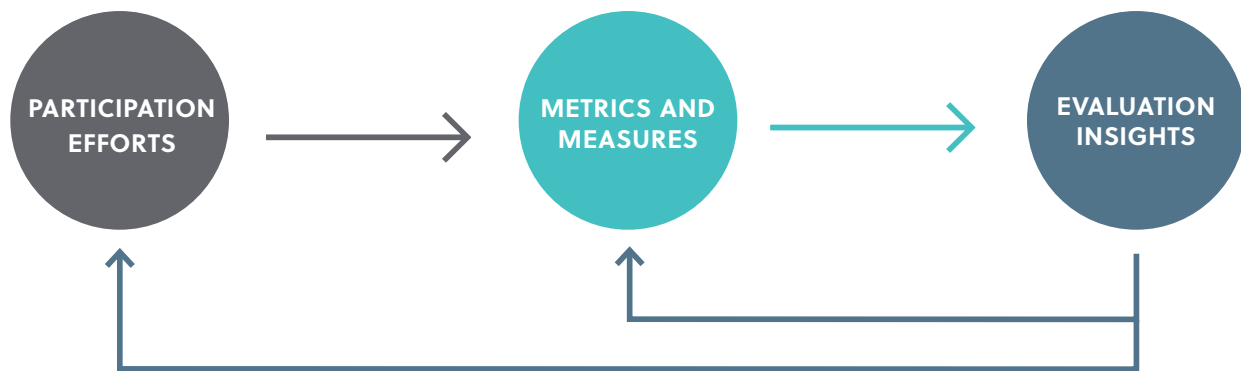 PARTICIPATION
EFFORTS
METRICS AND
MEASURES
EVALUATION
INSIGHTS